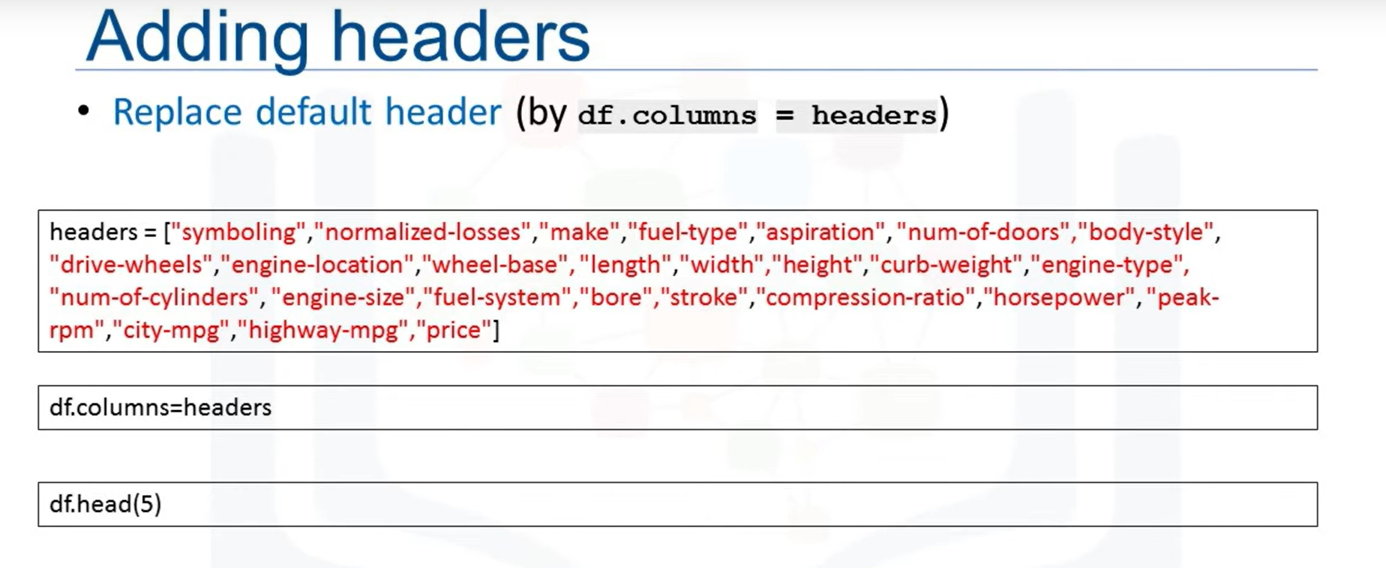 Adding headers
• Replace default header (by df.columns = headers)
headers = ["symboling","normalized-losses","make","fuel-type","aspiration", "num-of-doors","body-style",
"drive-wheels","engine-location","wheel-base", "length","width","height","curb-weight","engine-type",
"num-of-cylinders", "engine-size","fuel-system","bore","stroke","compression-ratio","horsepower", "peak-
rpm","city-mpg","highway-mpg","price"]
df.columns=headers
df.head(5)